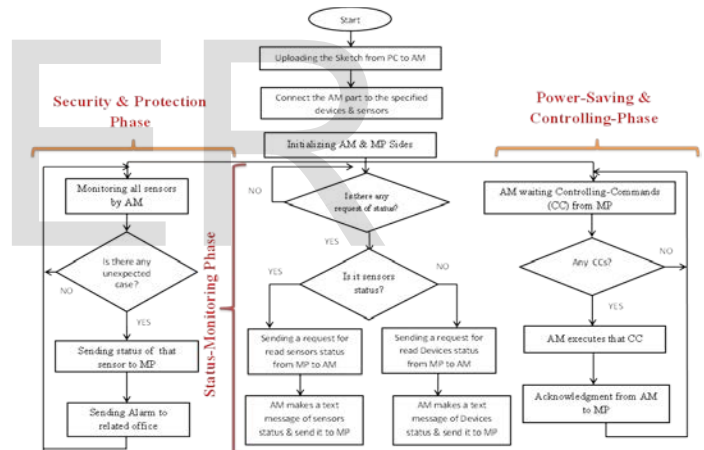 Start
Uploading the Sketch from PC to AM
Connect the AM part to the specified
devices & sensors
Initializing AM & MP Sides
Security & Protection
Phase
Monitoring all sensors
by AM
Is there any
unexpected
case?
NO
YES
Sending status of that
sensor to MP
Sending Alarm to
related office
Status-Monitoring Phase
NO
Is there any
request of status?
YES
Is it sensors
status?
YES
NO
Sending a request for
read sensors status
from MP to AM
Sending a request for
read Devices status
from MP to AM
AM makes a text
message of sensors
status & send it to MP
AM makes a text
message of Devices
status & send it to MP
Power-Saving &
Controlling-Phase
AM waiting Controlling-Commands
(CC) from MP
Any CCs?
NO
YES
AM executes that CC
Acknowledgment from AM
to MP
ER